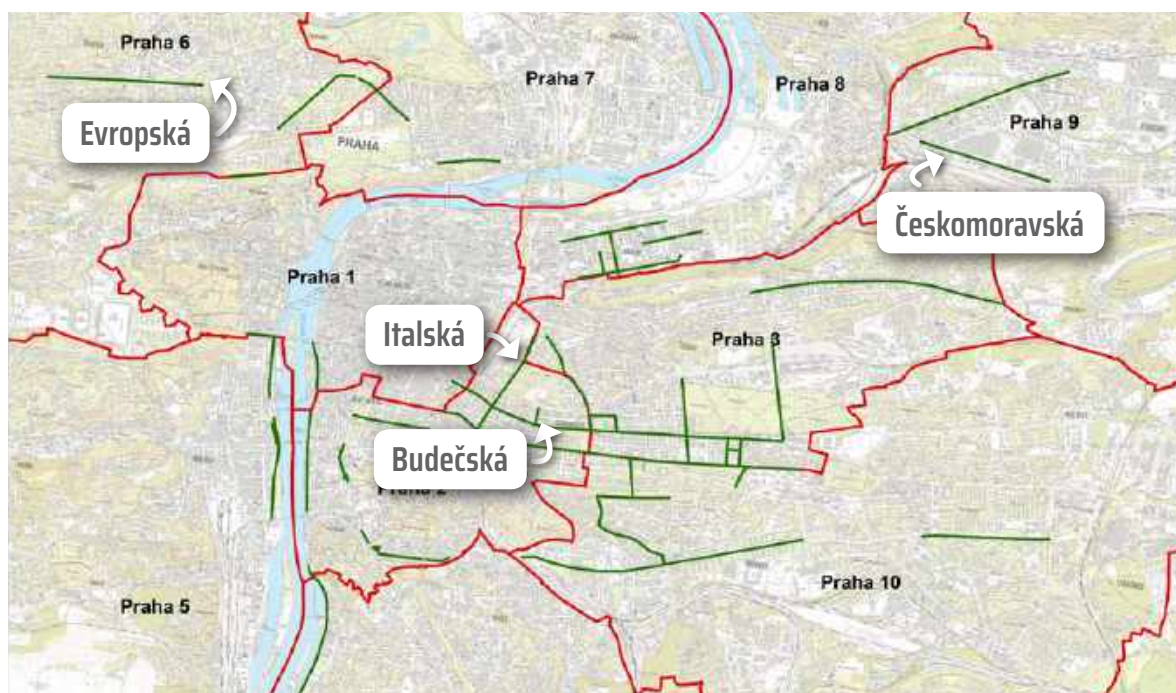 Praha 6
Praha 7
Praha 8
Praha 9
Evropská
PRAHA
Českomoravská
Praha 1
Italská
Praha 3
Budečská
Praha 2
Praha 10
Praha 5